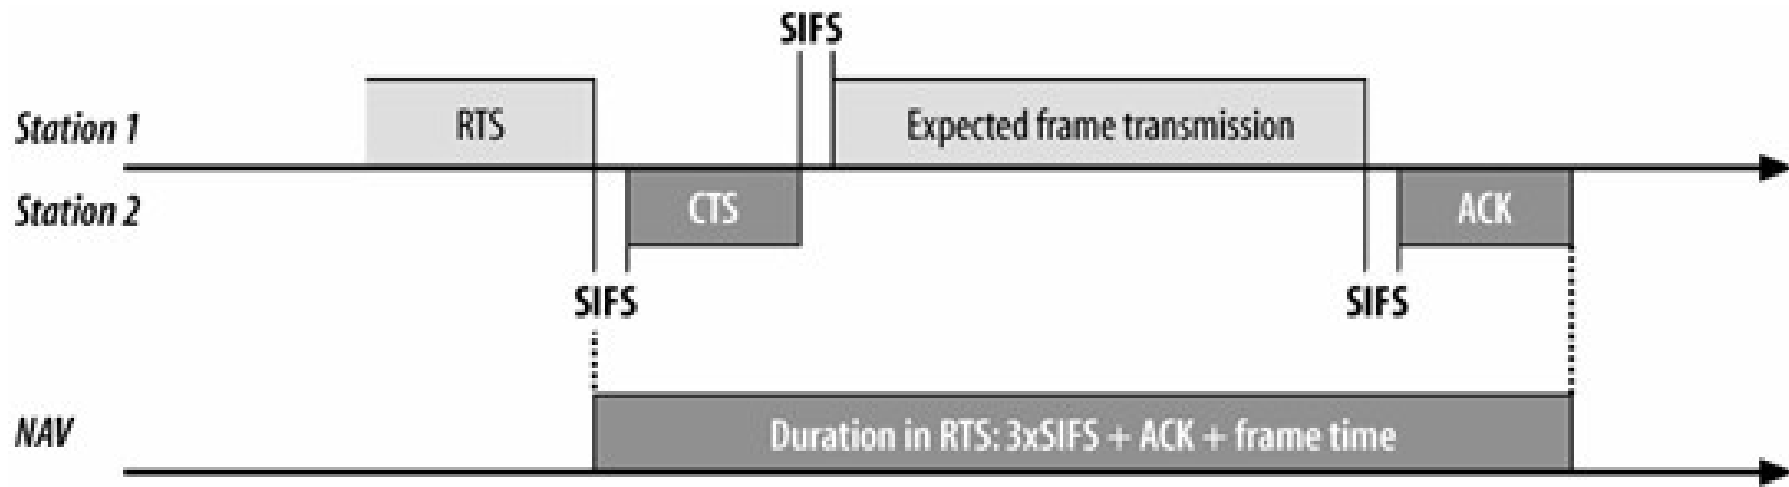 SIFS
Station 1
RTS
Expected frame transmission
Station 2
CTS
ACK
SIFS
SIFS
NAV
Duration in RTS: 3xSIFS + ACK + frame time